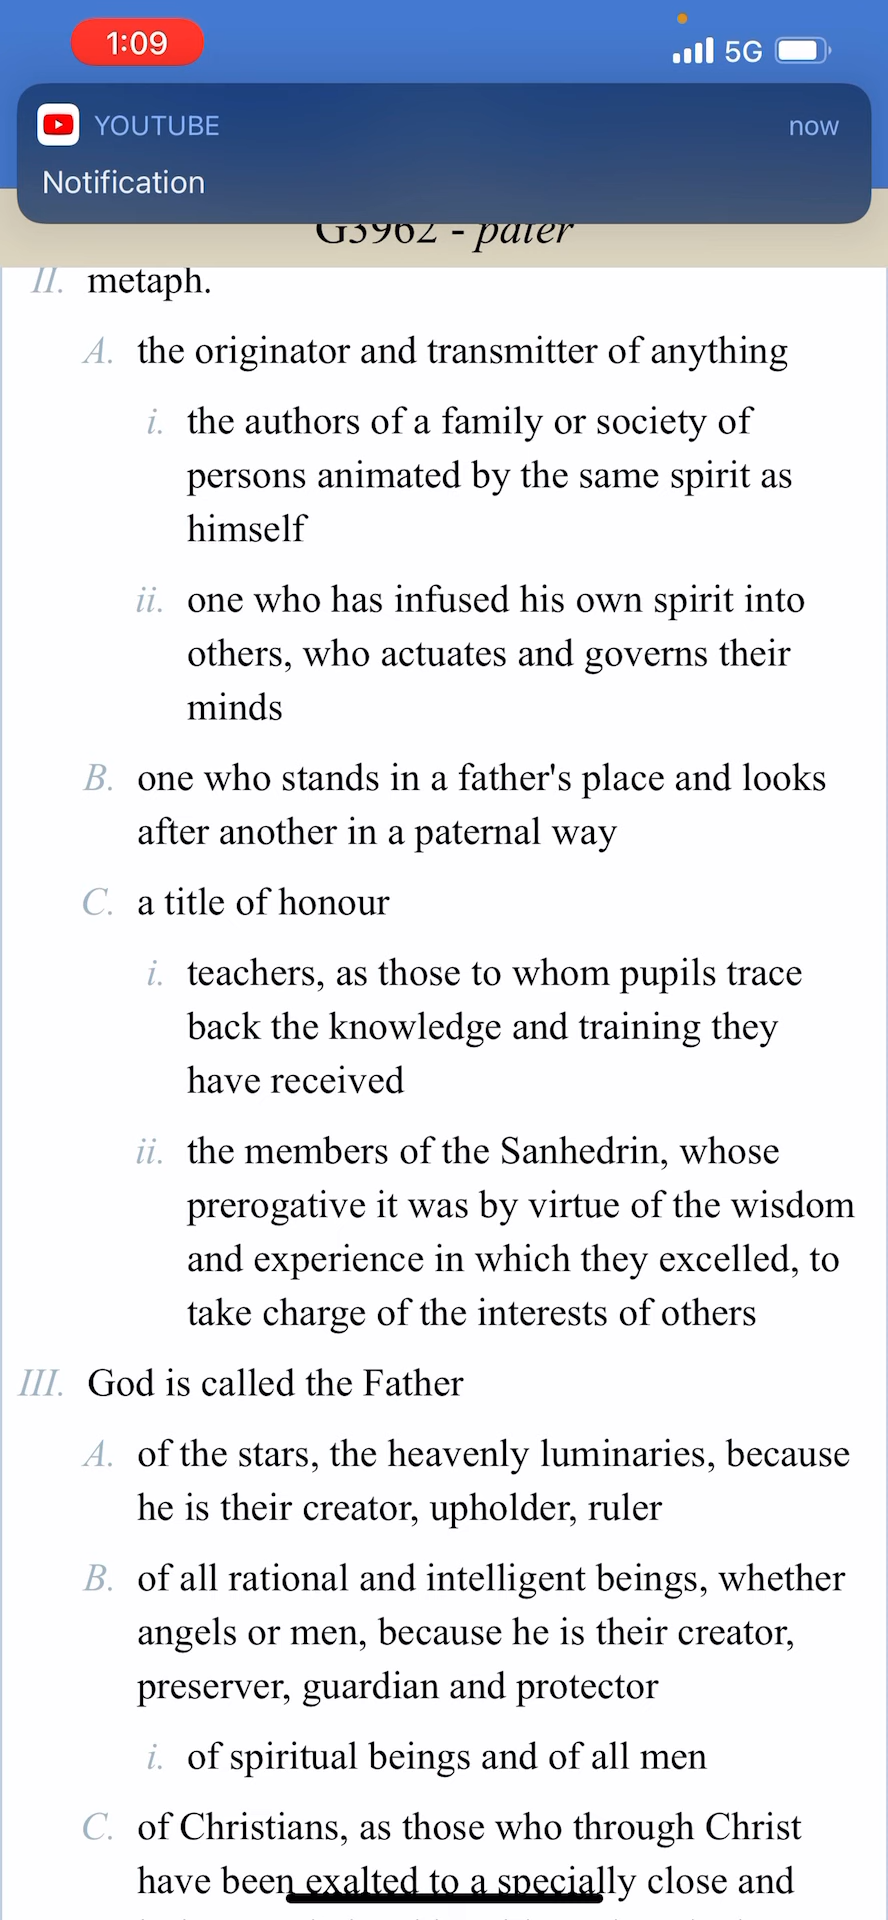 1:09
5G
YOUTUBE
now
Notification
G3962 - pater
II. metaph.
A. the originator and transmitter of anything
i. the authors of a family or society of
persons animated by the same spirit as
himself
ii. one who has infused his own spirit into
others, who actuates and governs their
minds
B. one who stands in a father's place and looks
after another in a paternal way
C. a title of honour
i. teachers, as those to whom pupils trace
back the knowledge and training they
have received
ii. the members of the Sanhedrin, whose
prerogative it was by virtue of the wisdom
and experience in which they excelled, to
take charge of the interests of others
III. God is called the Father
A. of the stars, the heavenly luminaries, because
he is their creator, upholder, ruler
B. of all rational and intelligent beings, whether
angels or men, because he is their creator,
preserver, guardian and protector
i. of spiritual beings and of all men
C. of Christians, as those who through Christ
have been exalted to a specially close and